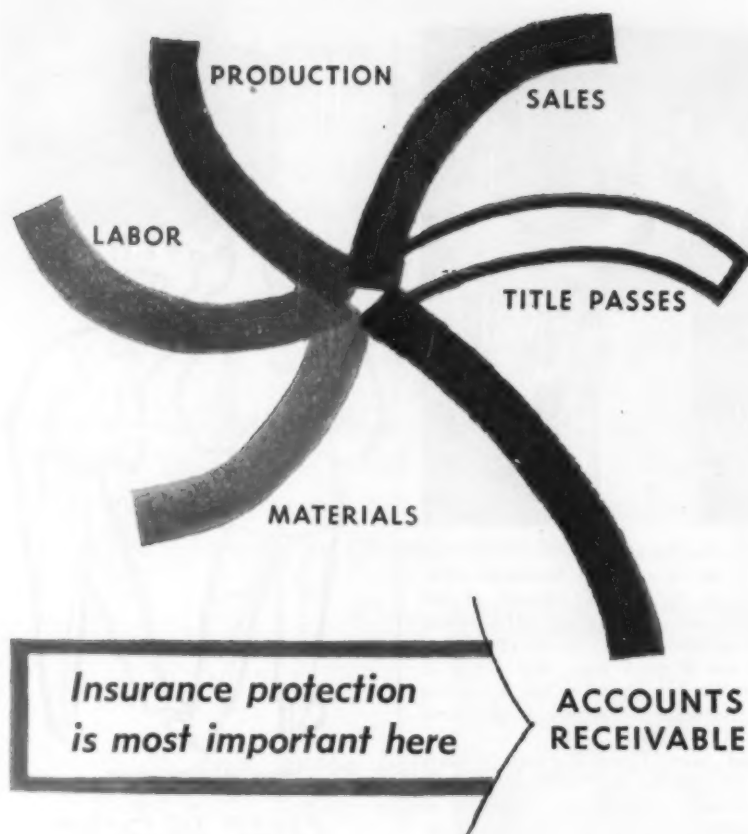 PRODUCTION
SALES
LABOR
TITLE PASSES
MATERIALS
Insurance protection
is most important here
ACCOUNTS
RECEIVABLE